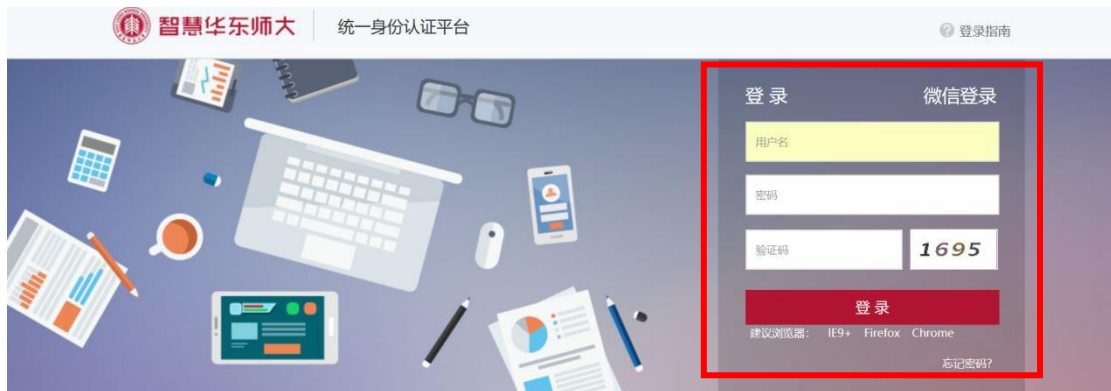 智慧华东师大 统一身份认证平台 登录指南
登 录 微信登录
用户名
密码
验证码 1695
登 录
建议浏览器： IE9+ Firefox Chrome
忘记密码?